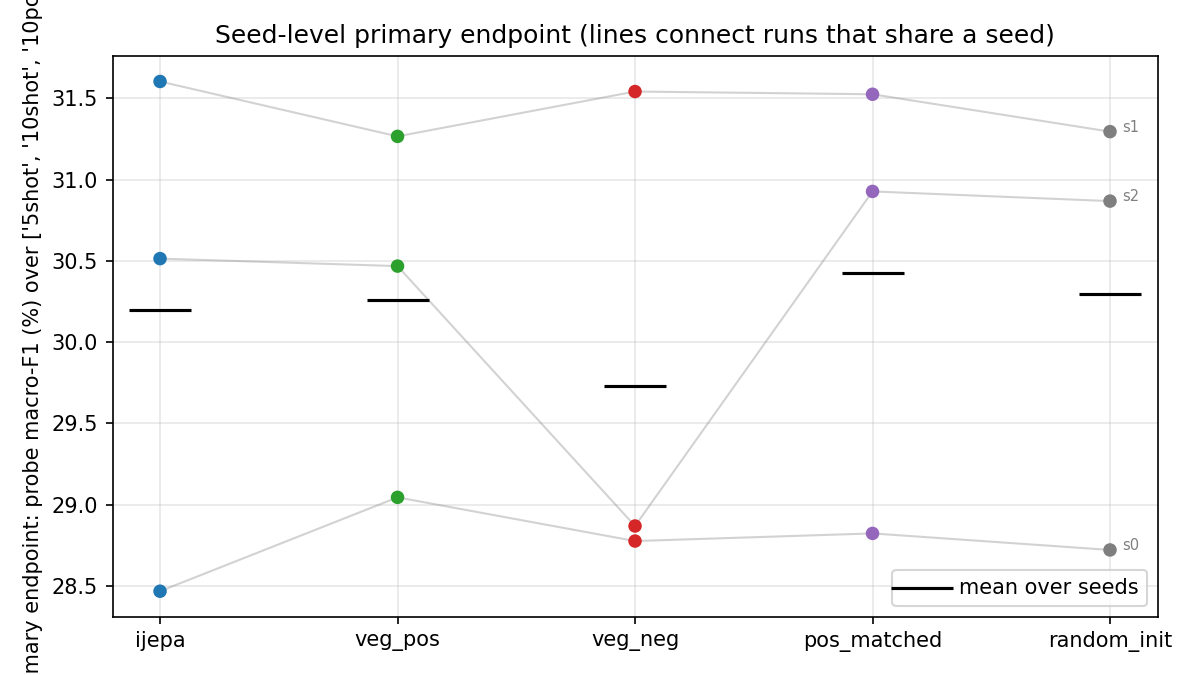 Seed-level primary endpoint (lines connect runs that share a seed)
mary endpoint: probe macro-F1 (%) over ['5shot', '10shot', '10pc
31.5
31.0
30.5
30.0
29.5
29.0
28.5
s1
s2
s0
mean over seeds
ijepa
veg_pos
veg_neg
pos_matched
random_init